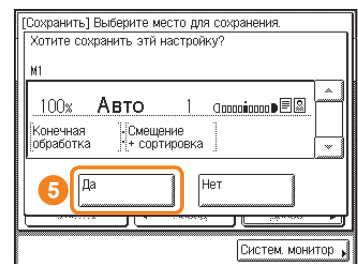 [Сохранить] Выберите место для сохранения.
Хотите сохранить этй настройку?
М1
100% Авто 1
Конечная обработка
Смещение + сортировка
5 Да Нет
Систем. монитор